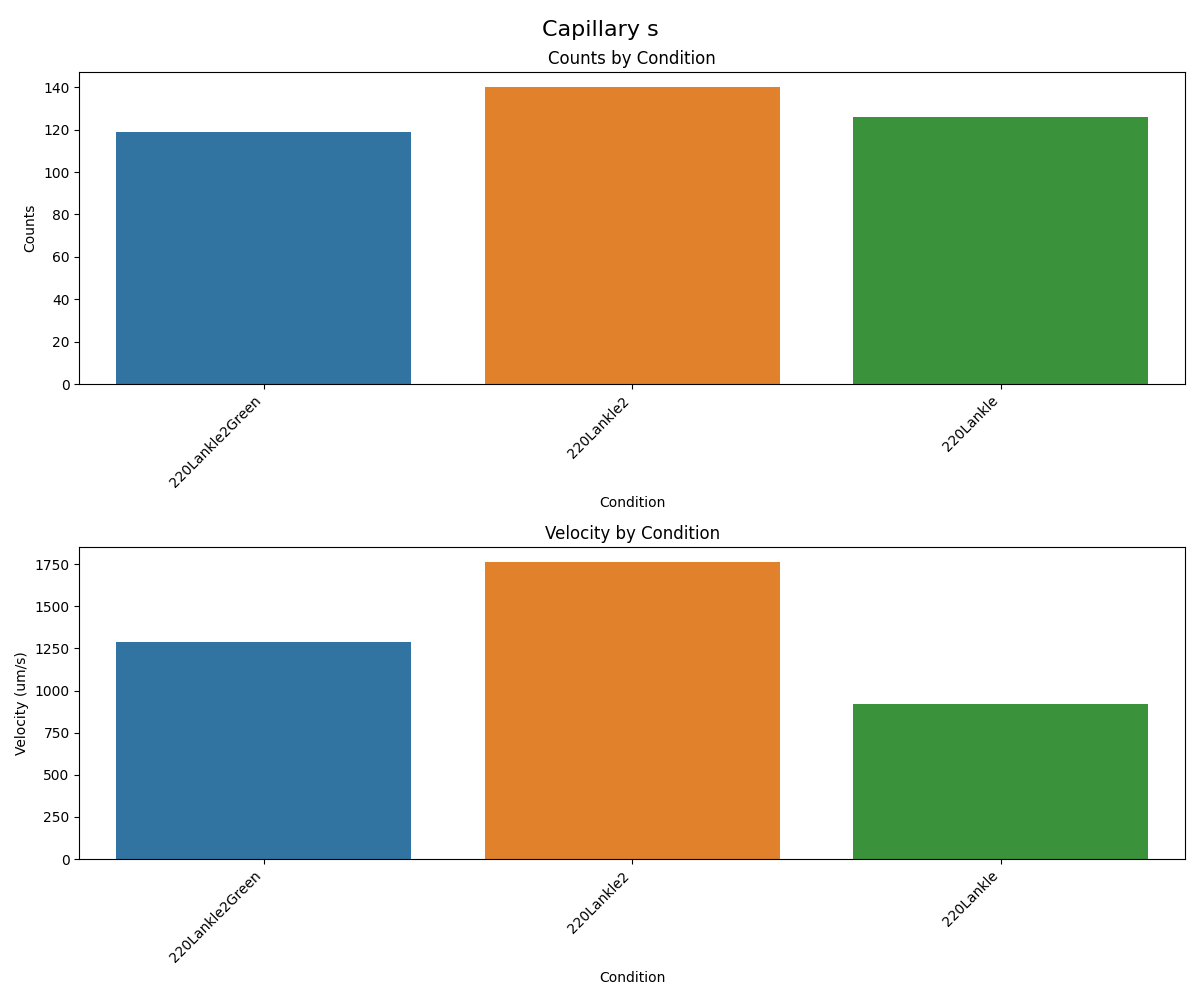 Capillary s
Counts by Condition
140
120
100
80
60
40
20
0
Counts
220Lankle2Green
220Lankle2
220Lankle
Condition
Velocity by Condition
1750
1500
1250
1000
750
500
250
0
Velocity (um/s)
220Lankle2Green
220Lankle2
220Lankle
Condition